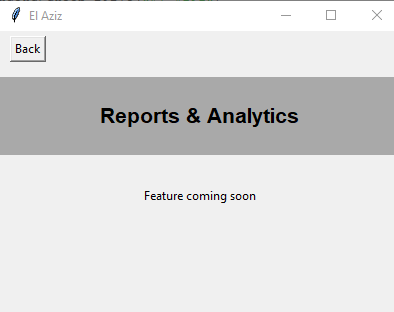 El Aziz
Back
Reports & Analytics
Feature coming soon